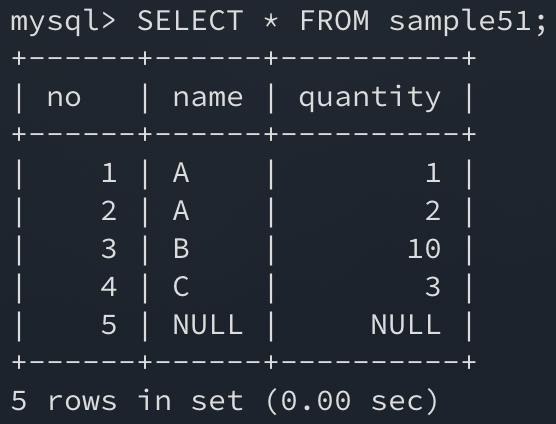 mysql> SELECT * FROM sample51;
+------+------+----------+
| no   | name | quantity |
+------+------+----------+
|    1 | A    |        1 |
|    2 | A    |        2 |
|    3 | B    |       10 |
|    4 | C    |        3 |
|    5 | NULL |     NULL |
+------+------+----------+
5 rows in set (0.00 sec)